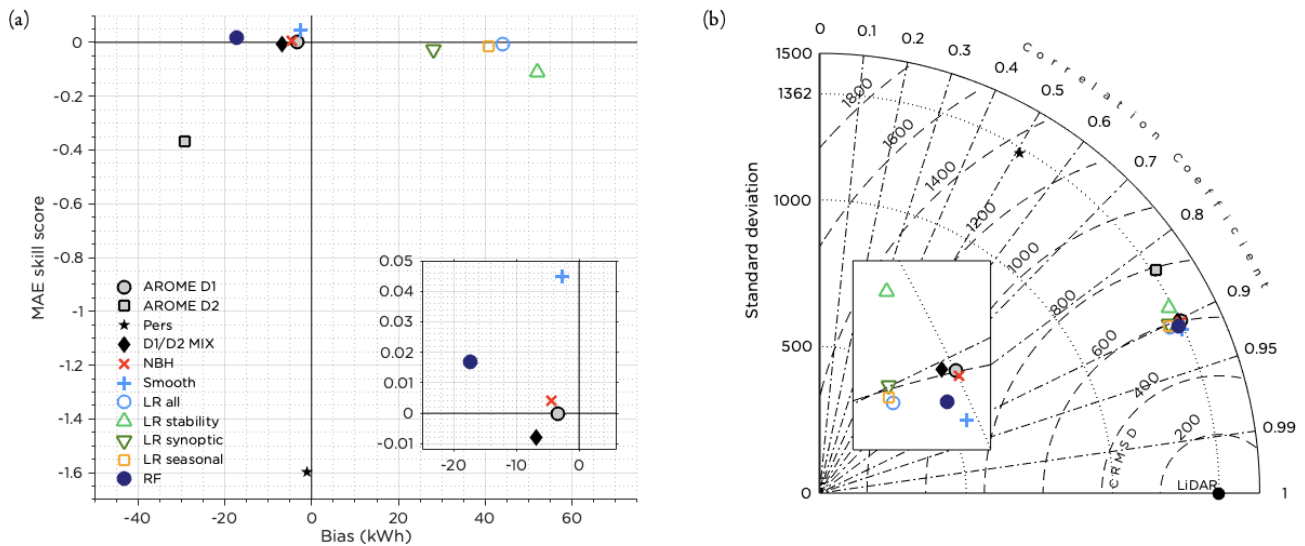 (a)
0
-0.2
-0.4
-0.6
-0.8
-1
-1.2
-1.4
-1.6
MAE skill score
AROME D1
AROME D2
Pers
D1/D2 MIX
NBH
Smooth
LR all
LR stability
LR synoptic
LR seasonal
RF
0.05
0.04
0.03
0.02
0.01
0
-0.01
-20 -10 0
-40 -20 0 20 40 60
Bias (kWh)
(b)
1500
1362
1000
500
0
Standard deviation
0 0.1 0.2 0.3 0.4 0.5 0.6 0.7 0.8 0.9 0.95 0.99 1
Correlation Coefficient
1800
1600
1400
1200
1000
800
600
400
200
CRMSD
LiDAR